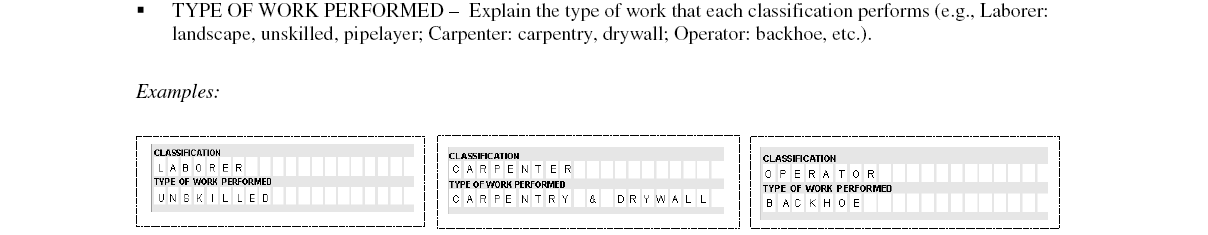 ▪ TYPE OF WORK PERFORMED – Explain the type of work that each classification performs (e.g., Laborer:
landscape, unskilled, pipelayer; Carpenter: carpentry, drywall; Operator: backhoe, etc.).
Examples:
CLASSIFICATION
LABORER
TYPE OF WORK PERFORMED
UNSKILLED
CLASSIFICATION
CARPENTER
TYPE OF WORK PERFORMED
CARPENTRY & DRYWALL
CLASSIFICATION
OPERATOR
TYPE OF WORK PERFORMED
BACKHOE